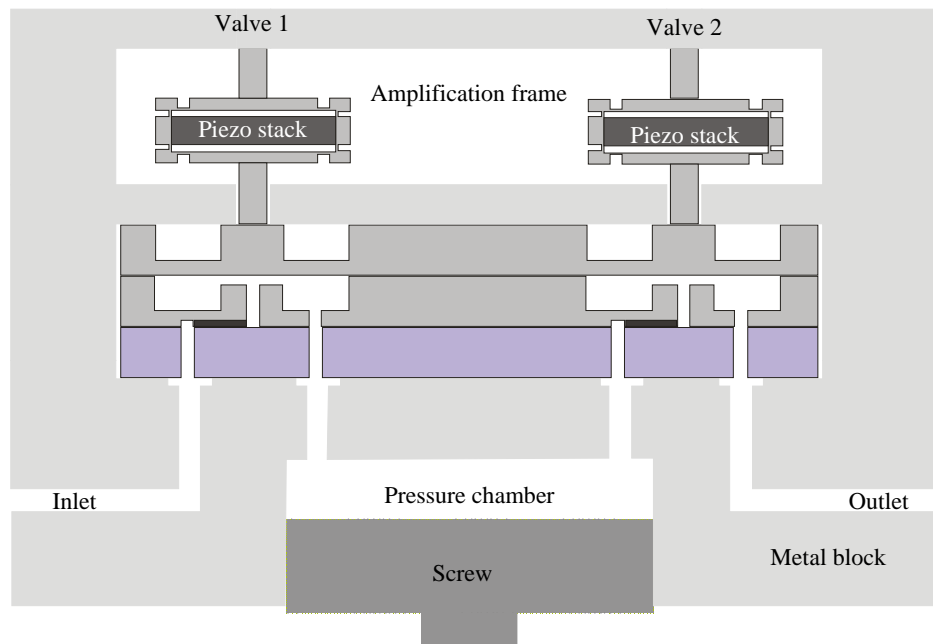 Valve 1
Valve 2
Amplification frame
Piezo stack
Piezo stack
Inlet
Pressure chamber
Outlet
Screw
Metal block